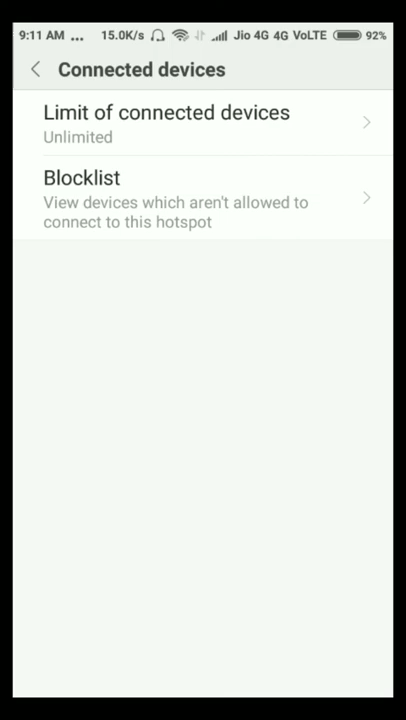 9:11 AM ... 15.0K/s Jio 4G 4G VoLTE 92%
Connected devices
Limit of connected devices
Unlimited
Blocklist
View devices which aren't allowed to
connect to this hotspot